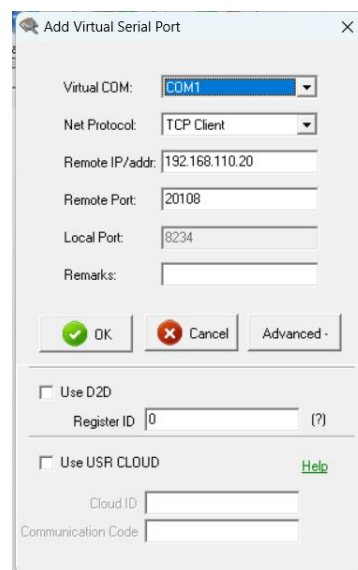 Add Virtual Serial Port
Virtual COM: COM1
Net Protocol: TCP Client
Remote IP/addr: 192.168.110.20
Remote Port: 20108
Local Port: 8234
Remarks:
OK Cancel Advanced -
Use D2D
Register ID 0 (?)
Use USR CLOUD Help
Cloud ID
Communication Code